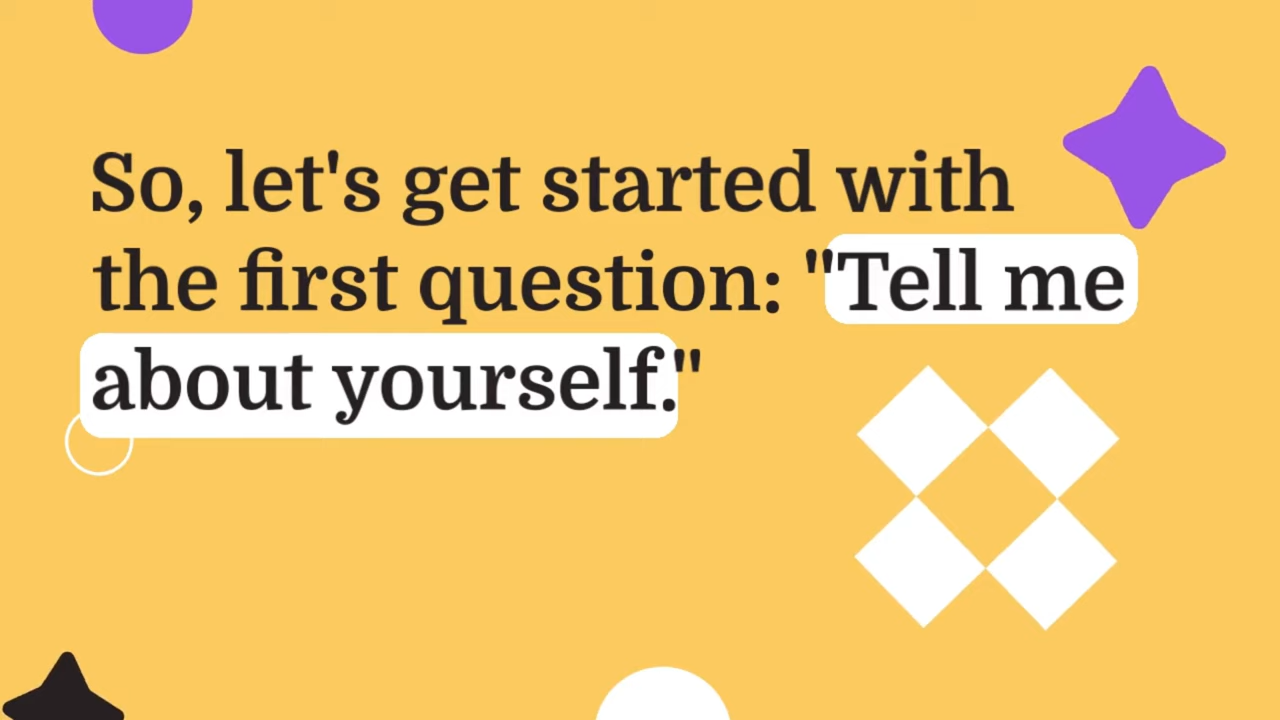 So, let's get started with
the first question: "Tell me
about yourself."